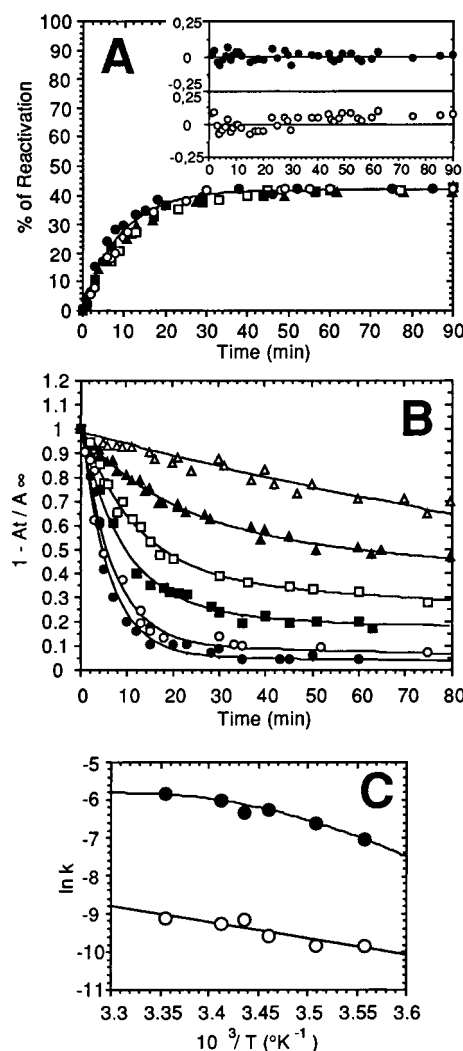 A
% of Reactivation
100
90
80
70
60
50
40
30
20
10
0
0,25
0
-0,25
0,25
0
-0,25
0 10 20 30 40 50 60 70 80 90
0 10 20 30 40 50 60 70 80 90
Time (min)
B
1 - At / A ∞
1.2
1.1
1
0.9
0.8
0.7
0.6
0.5
0.4
0.3
0.2
0.1
0
0 10 20 30 40 50 60 70 80
Time (min)
C
ln k
-5
-6
-7
-8
-9
-10
-11
3.3 3.35 3.4 3.45 3.5 3.55 3.6
10 ³/ T (°K⁻¹)